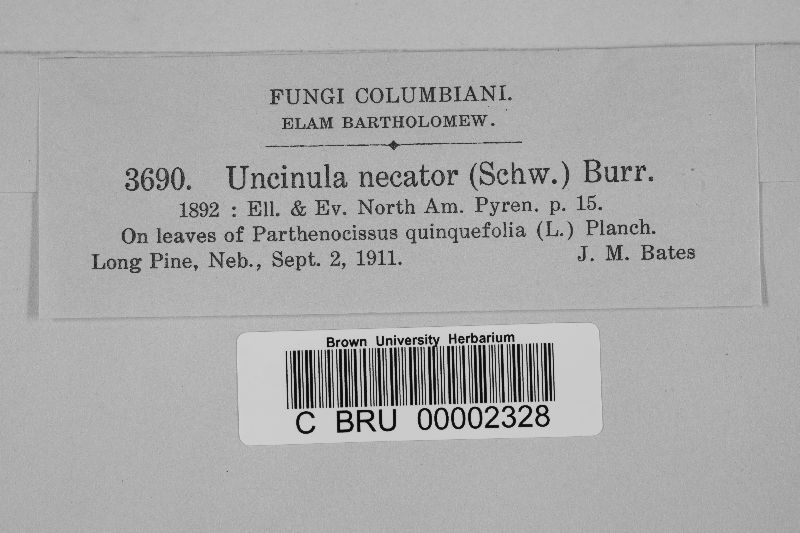 FUNGI COLUMBIANI.
ELAM BARTHOLOMEW.
3690. Uncinula necator (Schw.) Burr.
1892 : Ell. & Ev. North Am. Pyren. p. 15.
On leaves of Parthenocissus quinquefolia (L.) Planch.
Long Pine, Neb., Sept. 2, 1911. J. M. Bates
Brown University Herbarium
C BRU 00002328